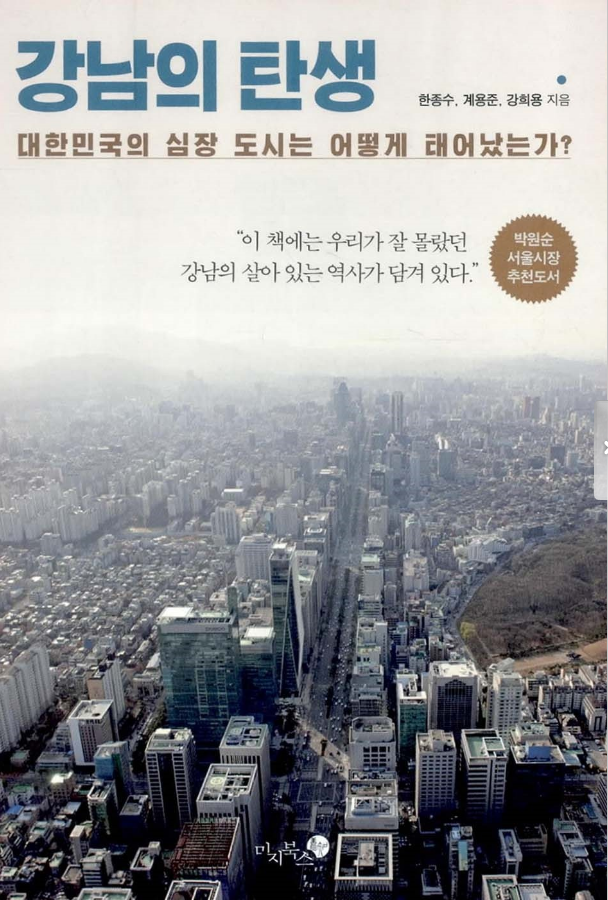 강남의 탄생
한종수, 계용준, 강희용 지음
대한민국의 심장 도시는 어떻게 태어났는가?
“이 책에는 우리가 잘 몰랐던
강남의 살아 있는 역사가 담겨 있다.”
박원순
서울시장
추천도서
미지북스